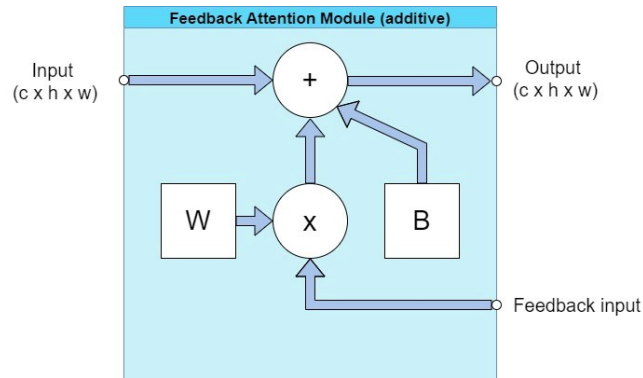 Feedback Attention Module (additive)
Input
(c x h x w)
+
Output
(c x h x w)
W
x
B
Feedback input